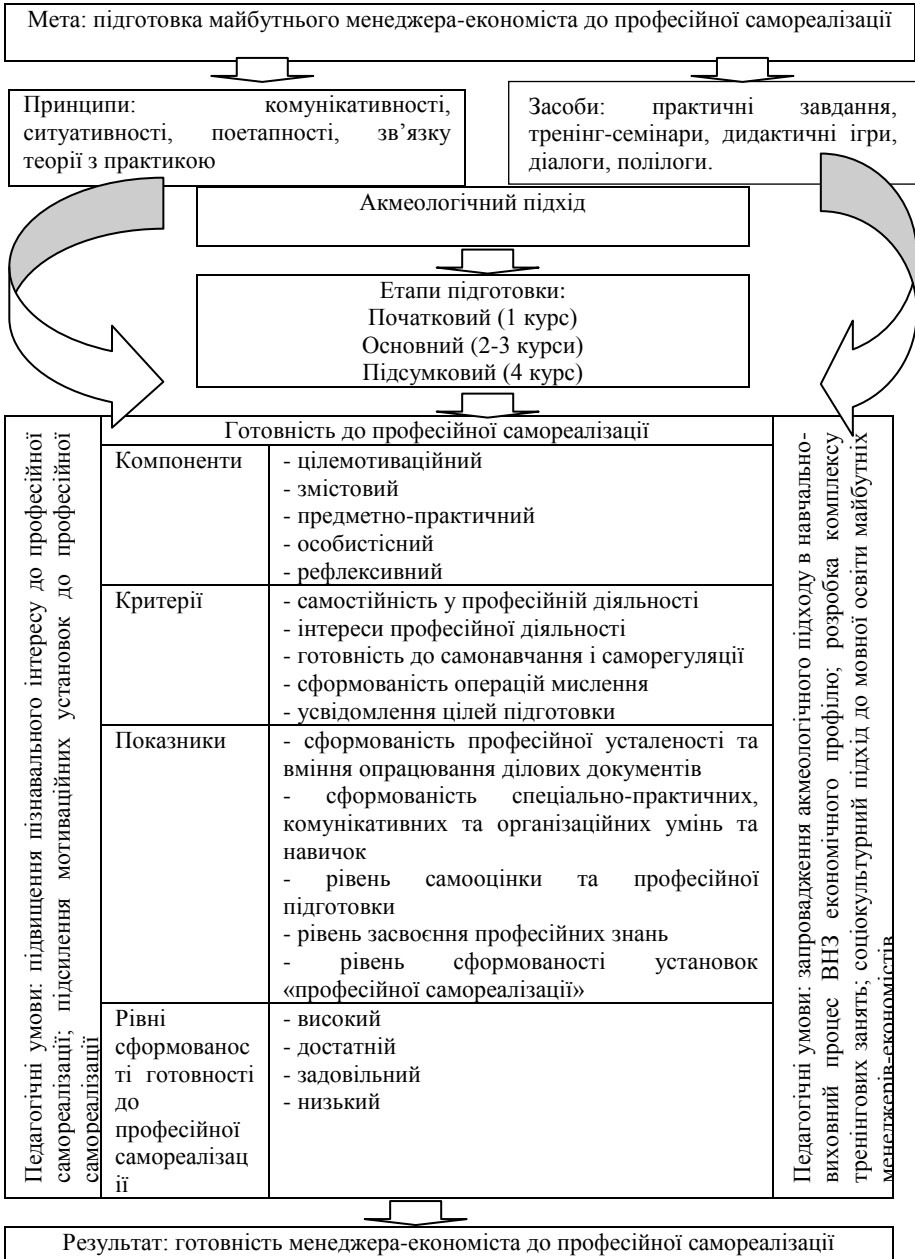 Мета: підготовка майбутнього менеджера-економіста до професійної самореалізації
Принципи: комунікативності,
ситуативності, поетапності, зв’язку
теорії з практикою
Засоби: практичні завдання,
тренінг-семінари, дидактичні ігри,
діалоги, полілоги.
Акмеологічний підхід
Етапи підготовки:
Початковий (1 курс)
Основний (2-3 курси)
Підсумковий (4 курс)
Педагогічні умови: підвищення пізнавального інтересу до професійної
самореалізації; підсилення мотиваційних установок до професійної
самореалізації
Готовність до професійної самореалізації
Компоненти
- цілемотиваційний
- змістовий
- предметно-практичний
- особистісний
- рефлексивний
Критерії
- самостійність у професійній діяльності
- інтереси професійної діяльності
- готовність до самонавчання і саморегуляції
- сформованість операцій мислення
- усвідомлення цілей підготовки
Показники
- сформованість професійної усталеності та
вміння опрацювання ділових документів
- сформованість спеціально-практичних,
комунікативних та організаційних умінь та
навичок
- рівень самооцінки та професійної
підготовки
- рівень засвоєння професійних знань
- рівень сформованості установок
«професійної самореалізації»
Рівні
сформованос
ті готовності
до
професійної
самореалізац
ії
- високий
- достатній
- задовільний
- низький
Педагогічні умови: запровадження акмеологічного підходу в навчально-
виховний процес ВНЗ економічного профілю; розробка комплексу
тренінгових занять; соціокультурний підхід до мовної освіти майбутніх
менеджерів-економістів
Результат: готовність менеджера-економіста до професійної самореалізації